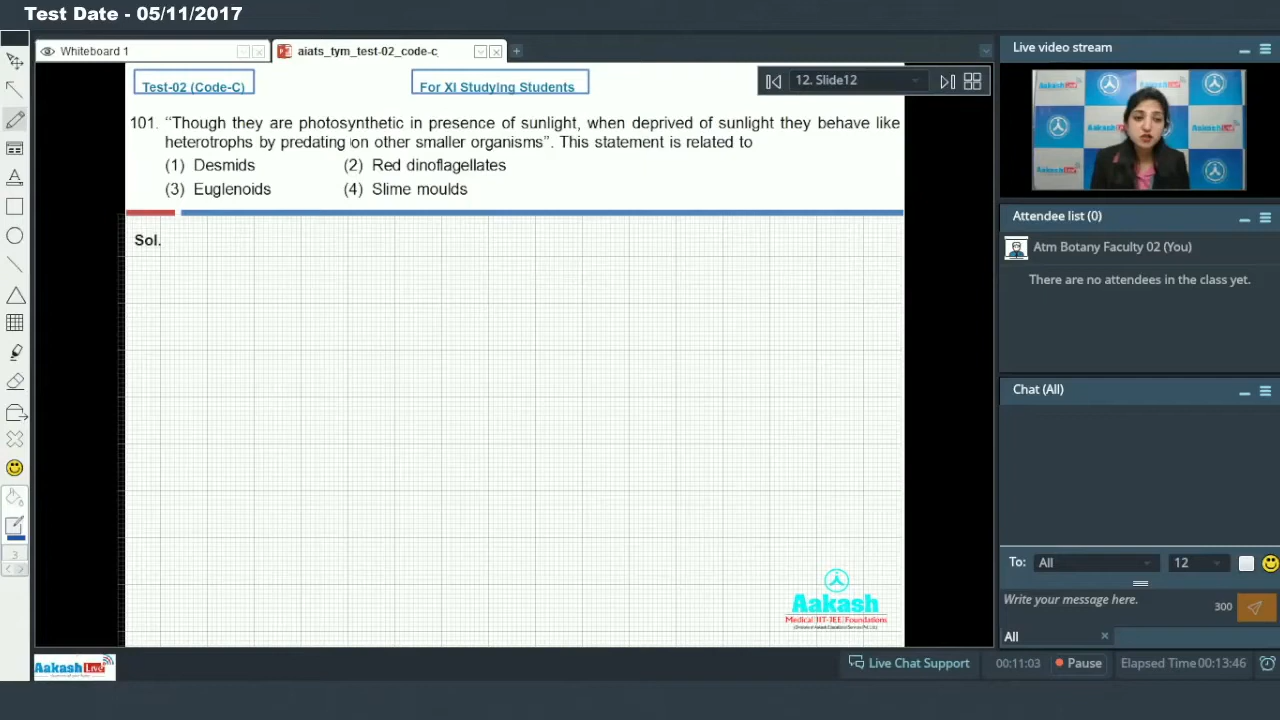 Test Date - 05/11/2017
Whiteboard 1
aiats_tym_test-02_code-c
Live video stream
Test-02 (Code-C)
For XI Studying Students
12. Slide12
101. “Though they are photosynthetic in presence of sunlight, when deprived of sunlight they behave like
heterotrophs by predating on other smaller organisms”. This statement is related to
(1) Desmids (2) Red dinoflagellates
(3) Euglenoids (4) Slime moulds
Sol.
Attendee list (0)
Atm Botany Faculty 02 (You)
There are no attendees in the class yet.
Chat (All)
To: All 12
Write your message here.
300
All
3
Aakash
Medical|IIT-JEE|Foundations
Aakash Live
Live Chat Support
00:11:03
Pause
Elapsed Time 00:13:46